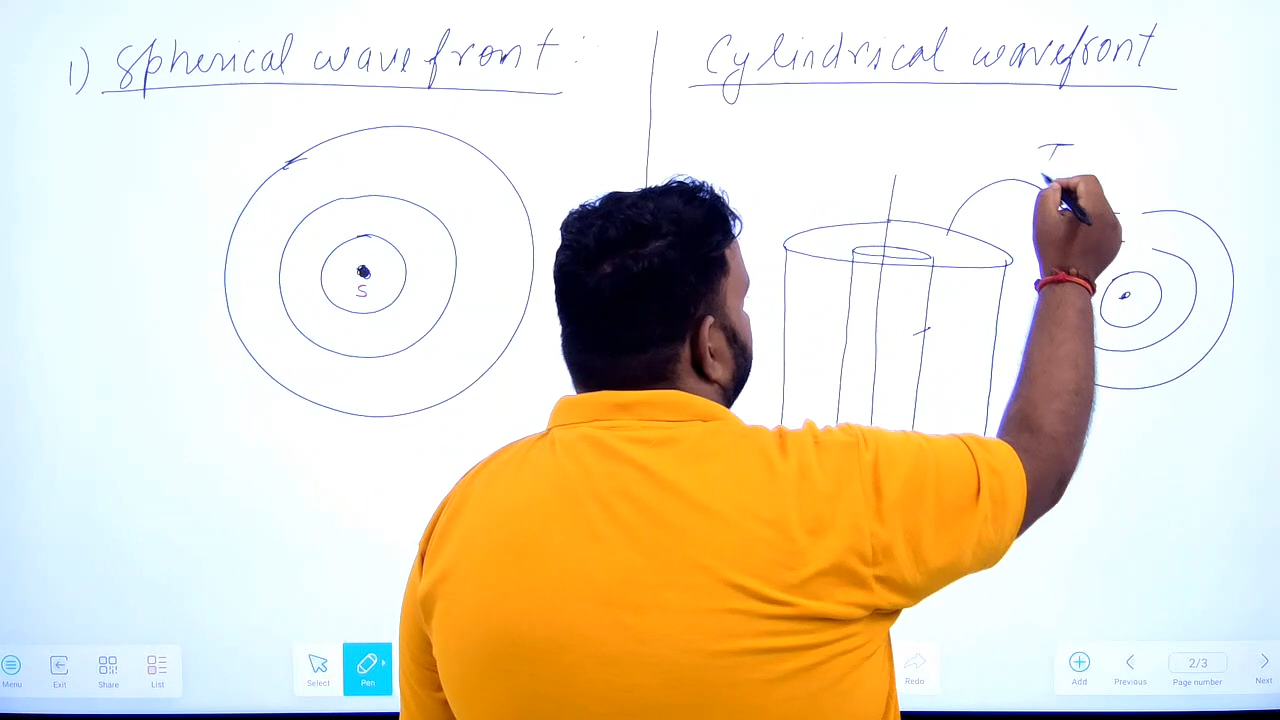 1) Spherical wavefront :
Cylindrical wavefront
T
S
Menu
Exit
Share
List
Select
Pen
Redo
Add
Previous
2/3
Page number
Next